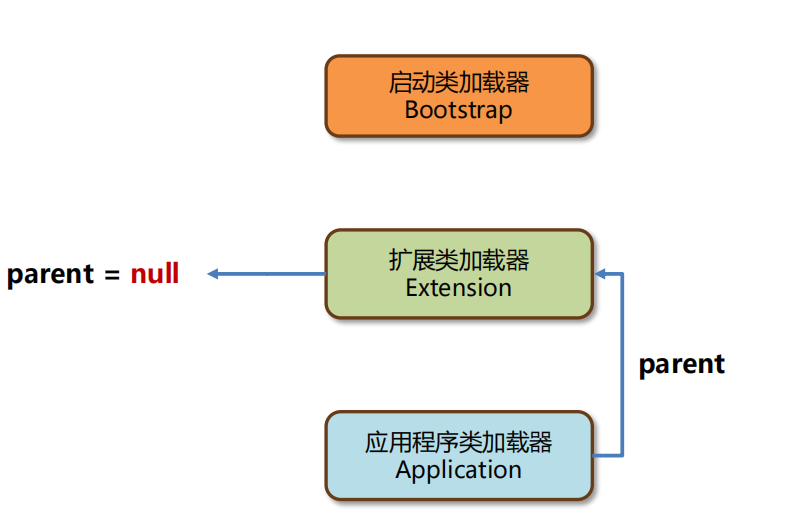 启动类加载器
Bootstrap
扩展类加载器
Extension
parent = null
parent
应用程序类加载器
Application